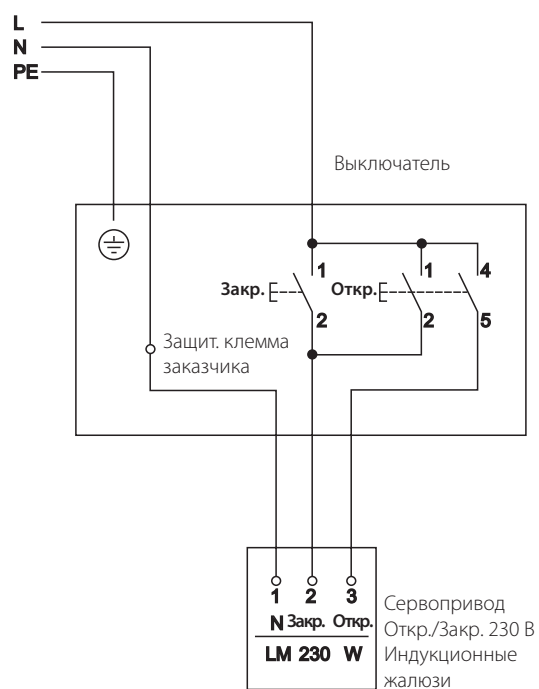 L
N
PE
Выключатель
1 1 4
Закр. Откр.
2 2 5
Защит. клемма
заказчика
1 2 3
N Закр. Откр.
LM 230 W
Сервопривод
Откр./Закр. 230 В
Индукционные
жалюзи